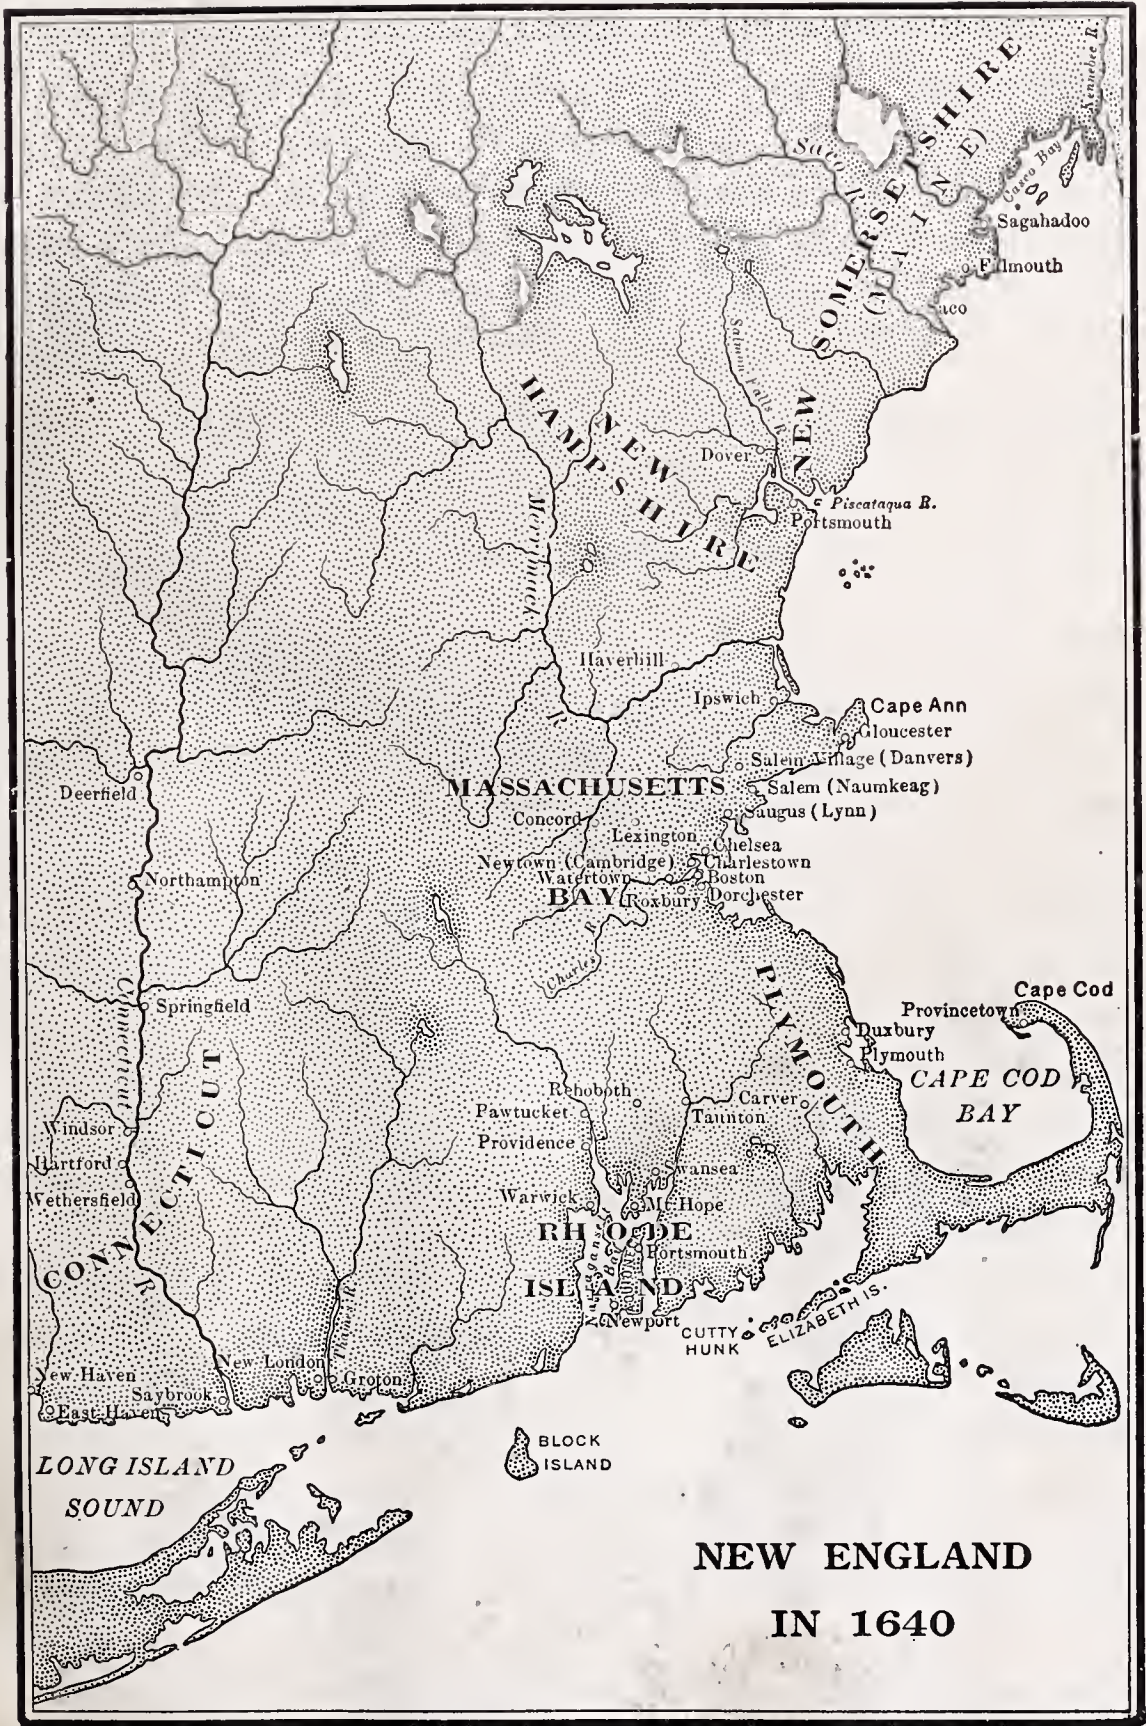 Kennebec R.
NEW SOMERSETSHIRE
(MAINE)
Saco R.
Casco Bay
Sagahadoo
Falmouth
aco
Salmon Falls R.
NEW
HAMPSHIRE
Dover
Piscataqua R.
Portsmouth
Merrimack R
Haverhill
Ipswich
Cape Ann
Gloucester
Salem Village (Danvers)
Deerfield
MASSACHUSETTS
BAY
Salem (Naumkeag)
Saugus (Lynn)
Concord
Lexington
Chelsea
Newtown (Cambridge)
Charlestown
Watertown
Boston
Roxbury
Dorchester
Northampton
Charles R
PLYMOUTH
Connecticut R
Springfield
Cape Cod
Provincetown
Duxbury
Plymouth
CAPE COD
BAY
CONNECTICUT
Rehoboth
Pawtucket
Taunton
Carver
Windsor
Providence
Hartford
Swansea
Wethersfield
Warwick
Mt. Hope
RHODE
ISLAND
Narragansett Bay
Portsmouth
Newport
CUTTY
HUNK
ELIZABETH IS.
Thames R.
New London
Groton
New Haven
Saybrook
East Haven
LONG ISLAND
SOUND
BLOCK
ISLAND
NEW ENGLAND
IN 1640